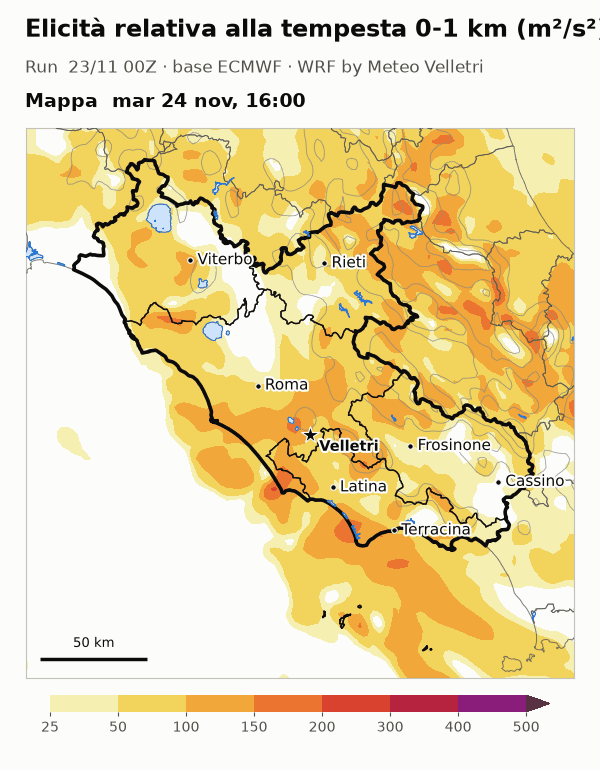 Elicità relativa alla tempesta 0-1 km (m²/s²)
Run  23/11 00Z · base ECMWF · WRF by Meteo Velletri
Mappa  mar 24 nov, 16:00
Viterbo
Rieti
Roma
Velletri
Frosinone
Cassino
Latina
Terracina
50 km
25 50 100 150 200 300 400 500